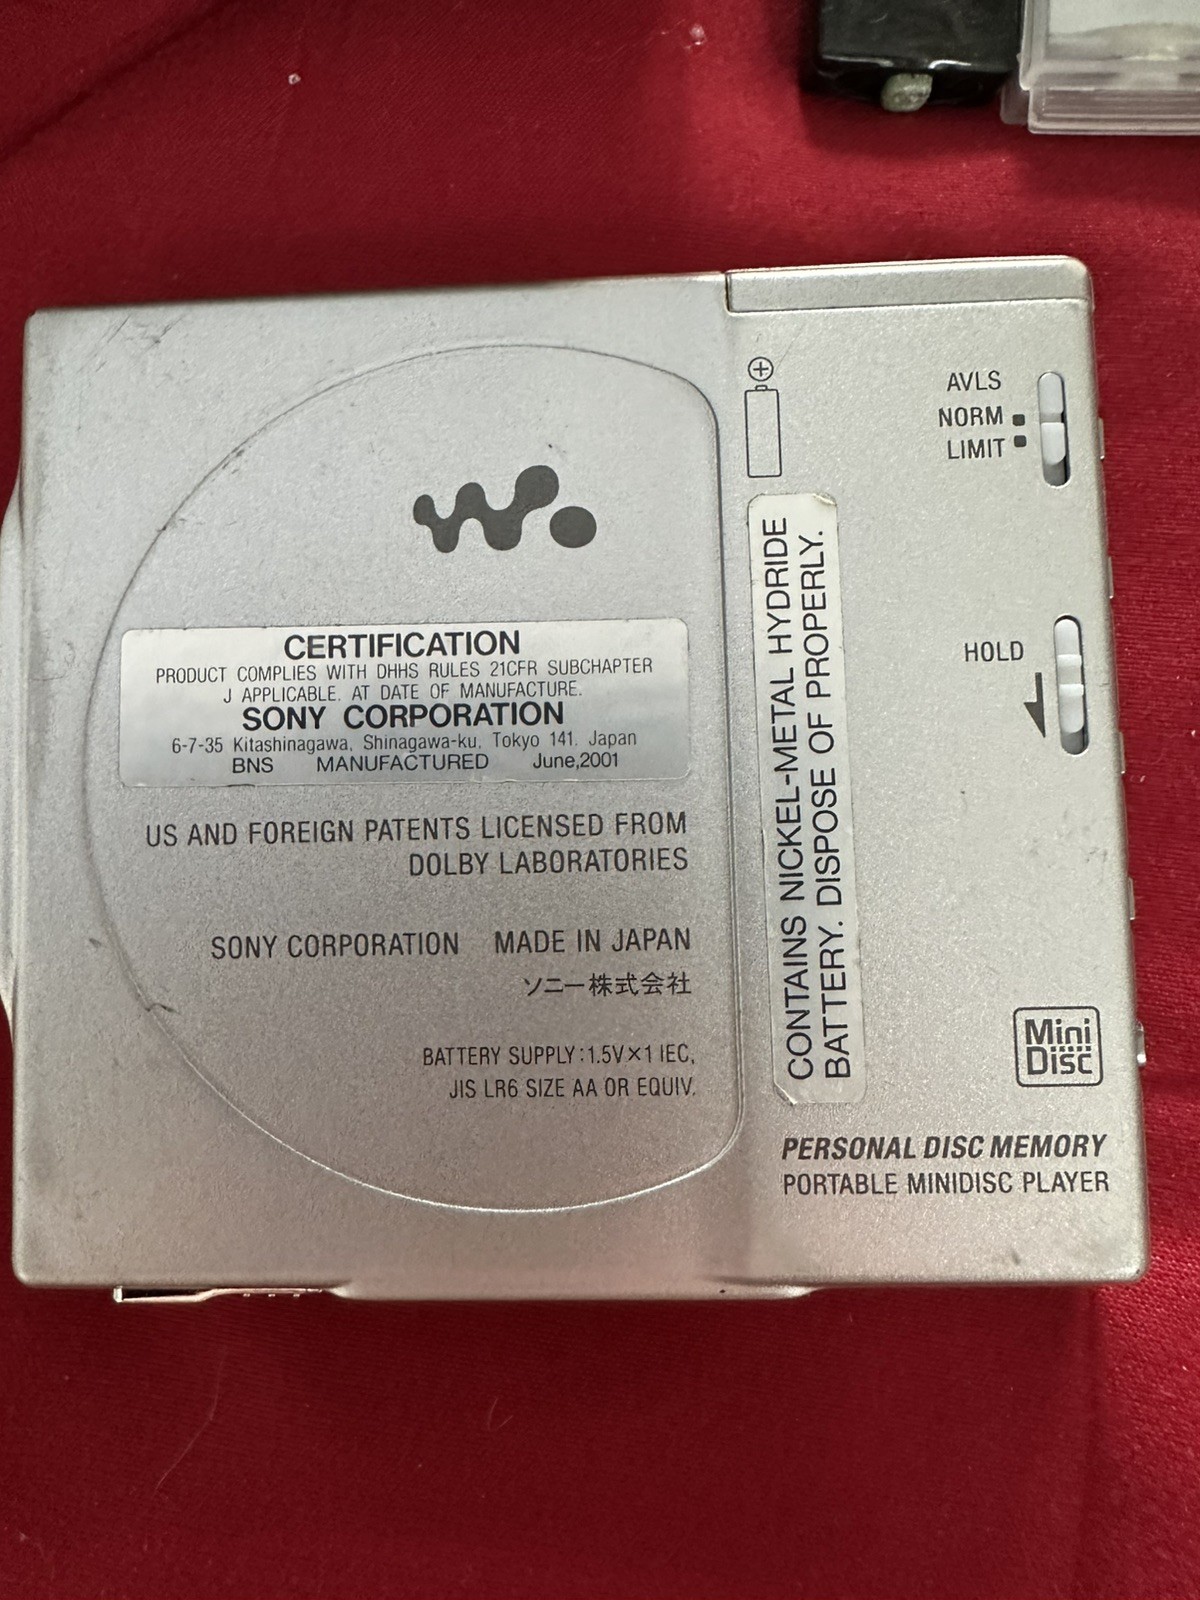 AVLS
NORM
LIMIT
HOLD
CERTIFICATION
PRODUCT COMPLIES WITH DHHS RULES 21CFR SUBCHAPTER
J APPLICABLE. AT DATE OF MANUFACTURE.
SONY CORPORATION
6-7-35 Kitashinagawa, Shinagawa-ku, Tokyo 141, Japan
BNS MANUFACTURED June,2001
US AND FOREIGN PATENTS LICENSED FROM
DOLBY LABORATORIES
SONY CORPORATION MADE IN JAPAN
ソニー株式会社
BATTERY SUPPLY:1.5V×1 IEC,
JIS LR6 SIZE AA OR EQUIV.
CONTAINS NICKEL-METAL HYDRIDE
BATTERY. DISPOSE OF PROPERLY.
Mini
Disc
PERSONAL DISC MEMORY
PORTABLE MINIDISC PLAYER